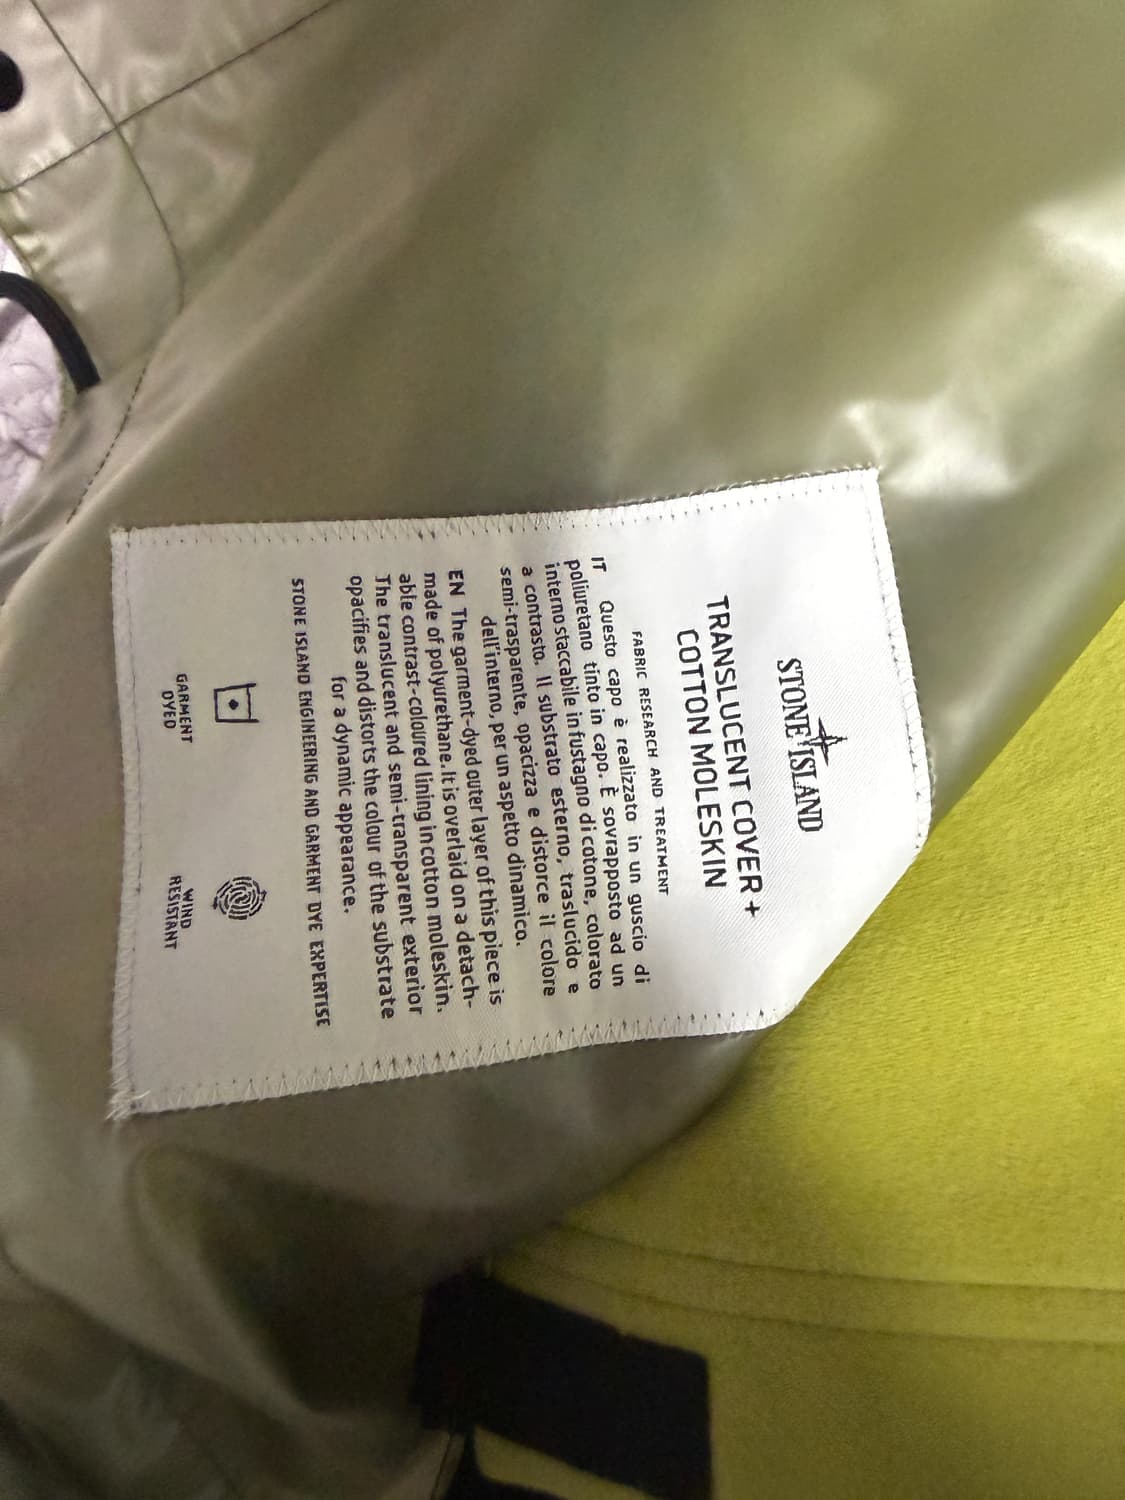 STONE ISLAND
TRANSLUCENT COVER +
COTTON MOLESKIN
FABRIC RESEARCH AND TREATMENT
IT Questo capo è realizzato in un guscio di
poliuretano tinto in capo. È sovrapposto ad un
interno staccabile in fustagno di cotone, colorato
a contrasto. Il substrato esterno, traslucido e
semi-trasparente, opacizza e distorce il colore
dell'interno, per un aspetto dinamico.
EN The garment-dyed outer layer of this piece is
made of polyurethane. It is overlaid on a detach-
able contrast-coloured lining in cotton moleskin.
The translucent and semi-transparent exterior
opacifies and distorts the colour of the substrate
for a dynamic appearance.
STONE ISLAND ENGINEERING AND GARMENT DYE EXPERTISE
GARMENT
DYED
WIND
RESISTANT